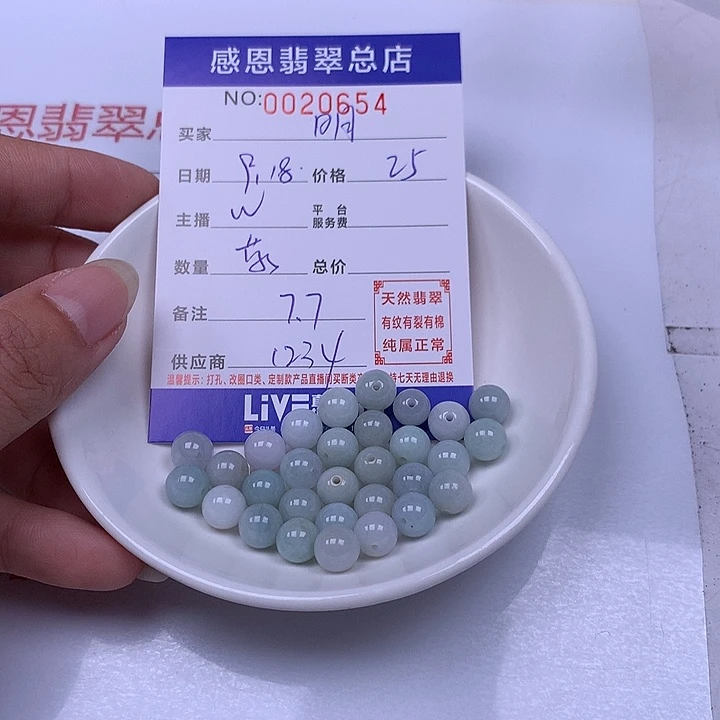 感恩翡翠总店
NO:0020654
恩翡翠总
买家 明
日期 9.18 价格 25
主播 W 平台服务费
数量 总价
备注 7.7
天然翡翠
有纹有裂有棉
纯属正常
供应商 1234
温馨提示：打孔、改圈口类、定制款产品直播间买断类
七天无理由退换
LIVE